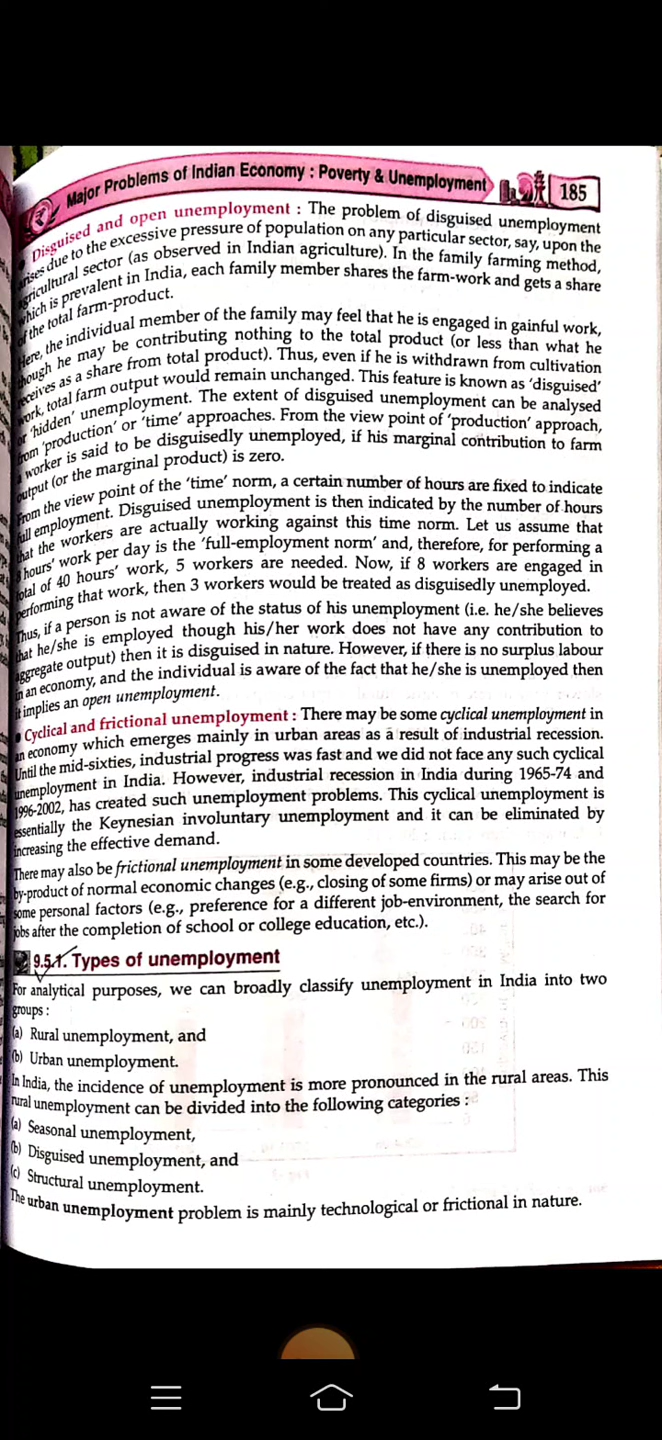 Major Problems of Indian Economy : Poverty & Unemployment 185
• Disguised and open unemployment : The problem of disguised unemployment
arises due to the excessive pressure of population on any particular sector, say, upon the
agricultural sector (as observed in Indian agriculture). In the family farming method,
which is prevalent in India, each family member shares the farm-work and gets a share
of the total farm-product.
Here, the individual member of the family may feel that he is engaged in gainful work,
though he may be contributing nothing to the total product (or less than what he
receives as a share from total product). Thus, even if he is withdrawn from cultivation
work, total farm output would remain unchanged. This feature is known as 'disguised'
or 'hidden' unemployment. The extent of disguised unemployment can be analysed
from 'production' or 'time' approaches. From the view point of 'production' approach,
a worker is said to be disguisedly unemployed, if his marginal contribution to farm
output (or the marginal product) is zero.
From the view point of the 'time' norm, a certain number of hours are fixed to indicate
full employment. Disguised unemployment is then indicated by the number of hours
that the workers are actually working against this time norm. Let us assume that
8 hours' work per day is the 'full-employment norm' and, therefore, for performing a
total of 40 hours' work, 5 workers are needed. Now, if 8 workers are engaged in
performing that work, then 3 workers would be treated as disguisedly unemployed.
Thus, if a person is not aware of the status of his unemployment (i.e. he/she believes
that he/she is employed though his/her work does not have any contribution to
aggregate output) then it is disguised in nature. However, if there is no surplus labour
in an economy, and the individual is aware of the fact that he/she is unemployed then
it implies an open unemployment.
• Cyclical and frictional unemployment : There may be some cyclical unemployment in
an economy which emerges mainly in urban areas as a result of industrial recession.
Until the mid-sixties, industrial progress was fast and we did not face any such cyclical
unemployment in India. However, industrial recession in India during 1965-74 and
1996-2002, has created such unemployment problems. This cyclical unemployment is
essentially the Keynesian involuntary unemployment and it can be eliminated by
increasing the effective demand.
There may also be frictional unemployment in some developed countries. This may be the
by-product of normal economic changes (e.g., closing of some firms) or may arise out of
some personal factors (e.g., preference for a different job-environment, the search for
jobs after the completion of school or college education, etc.).
9.5.1. Types of unemployment
For analytical purposes, we can broadly classify unemployment in India into two
groups :
(a) Rural unemployment, and
(b) Urban unemployment.
In India, the incidence of unemployment is more pronounced in the rural areas. This
rural unemployment can be divided into the following categories :
(a) Seasonal unemployment,
(b) Disguised unemployment, and
(c) Structural unemployment.
The urban unemployment problem is mainly technological or frictional in nature.